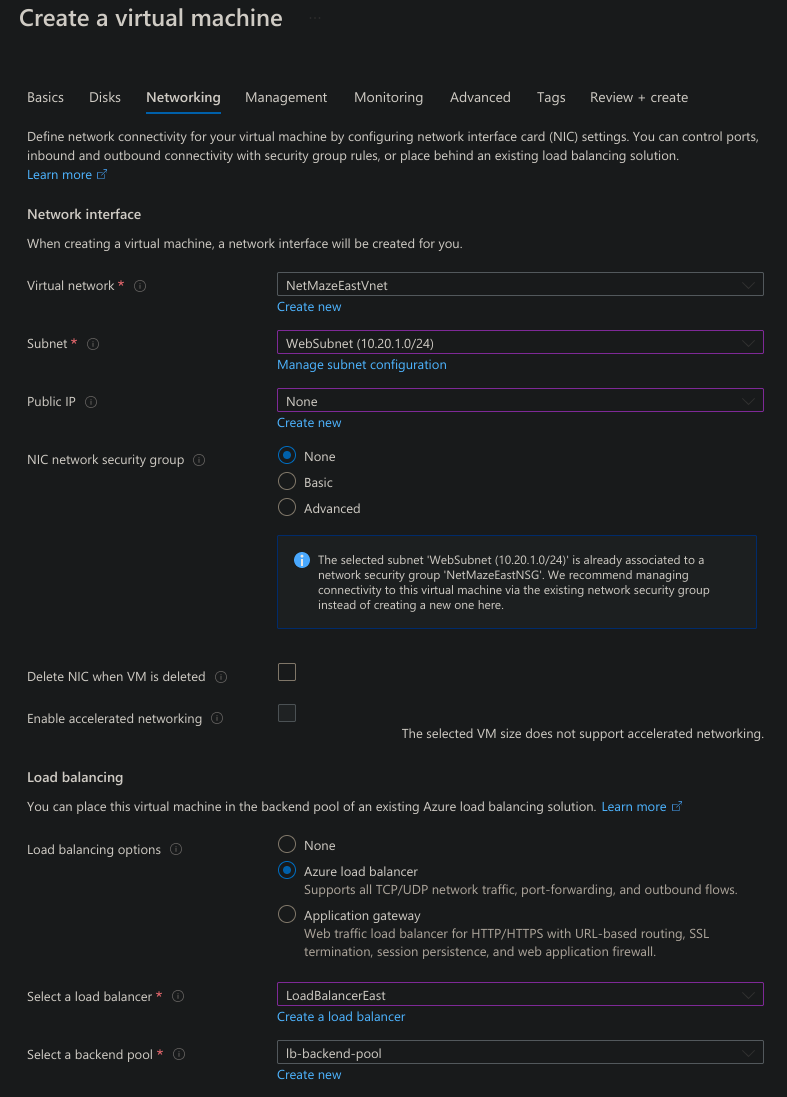 Create a virtual machine ...
Basics Disks Networking Management Monitoring Advanced Tags Review + create
Define network connectivity for your virtual machine by configuring network interface card (NIC) settings. You can control ports,
inbound and outbound connectivity with security group rules, or place behind an existing load balancing solution.
Learn more
Network interface
When creating a virtual machine, a network interface will be created for you.
Virtual network *
NetMazeEastVnet
Create new
Subnet *
WebSubnet (10.20.1.0/24)
Manage subnet configuration
Public IP
None
Create new
NIC network security group
None
Basic
Advanced
The selected subnet 'WebSubnet (10.20.1.0/24)' is already associated to a
network security group 'NetMazeEastNSG'. We recommend managing
connectivity to this virtual machine via the existing network security group
instead of creating a new one here.
Delete NIC when VM is deleted
Enable accelerated networking
The selected VM size does not support accelerated networking.
Load balancing
You can place this virtual machine in the backend pool of an existing Azure load balancing solution. Learn more
Load balancing options
None
Azure load balancer
Supports all TCP/UDP network traffic, port-forwarding, and outbound flows.
Application gateway
Web traffic load balancer for HTTP/HTTPS with URL-based routing, SSL
termination, session persistence, and web application firewall.
Select a load balancer *
LoadBalancerEast
Create a load balancer
Select a backend pool *
lb-backend-pool
Create new